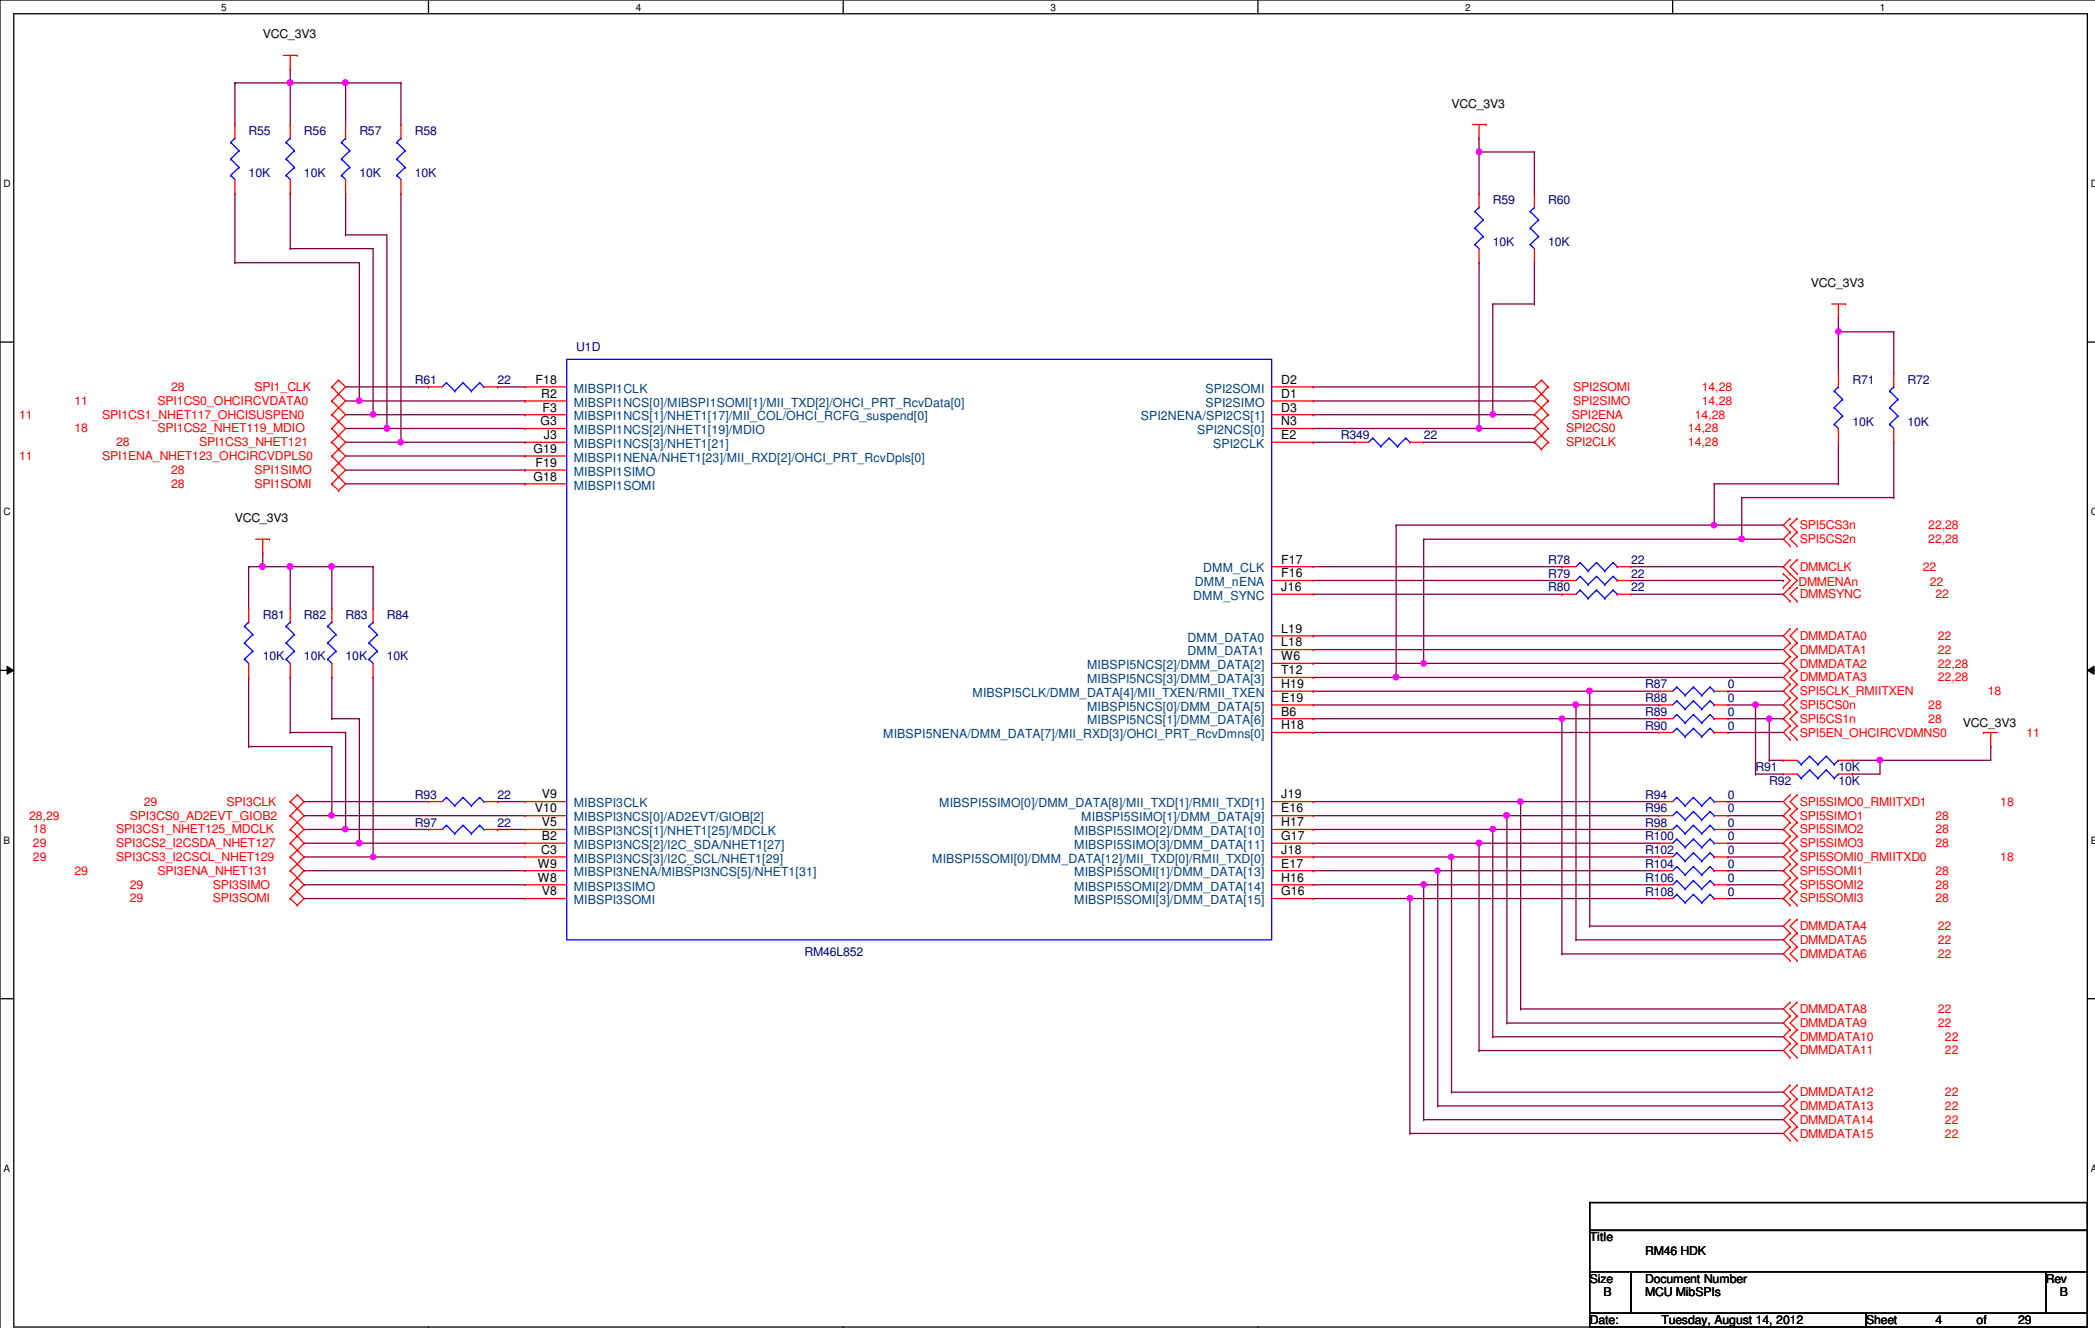 5 4 3 2 1
VCC_3V3
R55 R56 R57 R58
10K 10K 10K 10K
VCC_3V3
R59 R60
10K 10K
D D
VCC_3V3
R71 R72
10K 10K
U1D
28 SPI1_CLK R61 22 F18 MIBSPI1CLK
11 SPI1CS0_OHCIRCVDATA0 R2 MIBSPI1NCS[0]/MIBSPI1SOMI[1]/MII_TXD[2]/OHCI_PRT_RcvData[0]
11 SPI1CS1_NHET117_OHCISUSPEN0 F3 MIBSPI1NCS[1]/NHET1[17]/MII_COL/OHCI_RCFG_suspend[0]
18 SPI1CS2_NHET119_MDIO G3 MIBSPI1NCS[2]/NHET1[19]/MDIO
28 SPI1CS3_NHET121 J3 MIBSPI1NCS[3]/NHET1[21]
11 SPI1ENA_NHET123_OHCIRCVDPLS0 G19 MIBSPI1NENA/NHET1[23]/MII_RXD[2]/OHCI_PRT_RcvDpls[0]
28 SPI1SIMO F19 MIBSPI1SIMO
28 SPI1SOMI G18 MIBSPI1SOMI
SPI2SOMI D2 SPI2SOMI 14,28
SPI2SIMO D1 SPI2SIMO 14,28
SPI2NENA/SPI2CS[1] D3 SPI2ENA 14,28
SPI2NCS[0] N3 SPI2CS0 14,28
SPI2CLK E2 R349 22 SPI2CLK 14,28
C C
VCC_3V3
R81 R82 R83 R84
10K 10K 10K 10K
SPI5CS3n 22,28
SPI5CS2n 22,28
DMM_CLK F17 R78 22 DMMCLK 22
DMM_nENA F16 R79 22 DMMENAn 22
DMM_SYNC J16 R80 22 DMMSYNC 22
DMM_DATA0 L19 DMMDATA0 22
DMM_DATA1 L18 DMMDATA1 22
MIBSPI5NCS[2]/DMM_DATA[2] W6 DMMDATA2 22,28
MIBSPI5NCS[3]/DMM_DATA[3] T12 DMMDATA3 22,28
MIBSPI5CLK/DMM_DATA[4]/MII_TXEN/RMII_TXEN H19 R87 0 SPI5CLK_RMIITXEN 18
MIBSPI5NCS[0]/DMM_DATA[5] E19 R88 0 SPI5CS0n 28
MIBSPI5NCS[1]/DMM_DATA[6] B6 R89 0 SPI5CS1n 28
MIBSPI5NENA/DMM_DATA[7]/MII_RXD[3]/OHCI_PRT_RcvDmns[0] H18 R90 0 SPI5EN_OHCIRCVDMNS0 11
VCC_3V3
R91 10K
R92 10K
29 SPI3CLK R93 22 V9 MIBSPI3CLK
28,29 SPI3CS0_AD2EVT_GIOB2 V10 MIBSPI3NCS[0]/AD2EVT/GIOB[2]
18 SPI3CS1_NHET125_MDCLK R97 22 V5 MIBSPI3NCS[1]/NHET1[25]/MDCLK
29 SPI3CS2_I2CSDA_NHET127 B2 MIBSPI3NCS[2]/I2C_SDA/NHET1[27]
29 SPI3CS3_I2CSCL_NHET129 C3 MIBSPI3NCS[3]/I2C_SCL/NHET1[29]
29 SPI3ENA_NHET131 W9 MIBSPI3NENA/MIBSPI3NCS[5]/NHET1[31]
29 SPI3SIMO W8 MIBSPI3SIMO
29 SPI3SOMI V8 MIBSPI3SOMI
MIBSPI5SIMO[0]/DMM_DATA[8]/MII_TXD[1]/RMII_TXD[1] J19 R94 0 SPI5SIMO0_RMIITXD1 18
MIBSPI5SIMO[1]/DMM_DATA[9] E16 R96 0 SPI5SIMO1 28
MIBSPI5SIMO[2]/DMM_DATA[10] H17 R98 0 SPI5SIMO2 28
MIBSPI5SIMO[3]/DMM_DATA[11] G17 R100 0 SPI5SIMO3 28
MIBSPI5SOMI[0]/DMM_DATA[12]/MII_TXD[0]/RMII_TXD[0] J18 R102 0 SPI5SOMI0_RMIITXD0 18
MIBSPI5SOMI[1]/DMM_DATA[13] E17 R104 0 SPI5SOMI1 28
MIBSPI5SOMI[2]/DMM_DATA[14] H16 R106 0 SPI5SOMI2 28
MIBSPI5SOMI[3]/DMM_DATA[15] G16 R108 0 SPI5SOMI3 28
B B
DMMDATA4 22
DMMDATA5 22
DMMDATA6 22
RM46L852
DMMDATA8 22
DMMDATA9 22
DMMDATA10 22
DMMDATA11 22
DMMDATA12 22
DMMDATA13 22
DMMDATA14 22
DMMDATA15 22
A A
Title
RM46 HDK
Size Document Number Rev
B MCU MibSPIs B
Date: Tuesday, August 14, 2012 Sheet 4 of 29